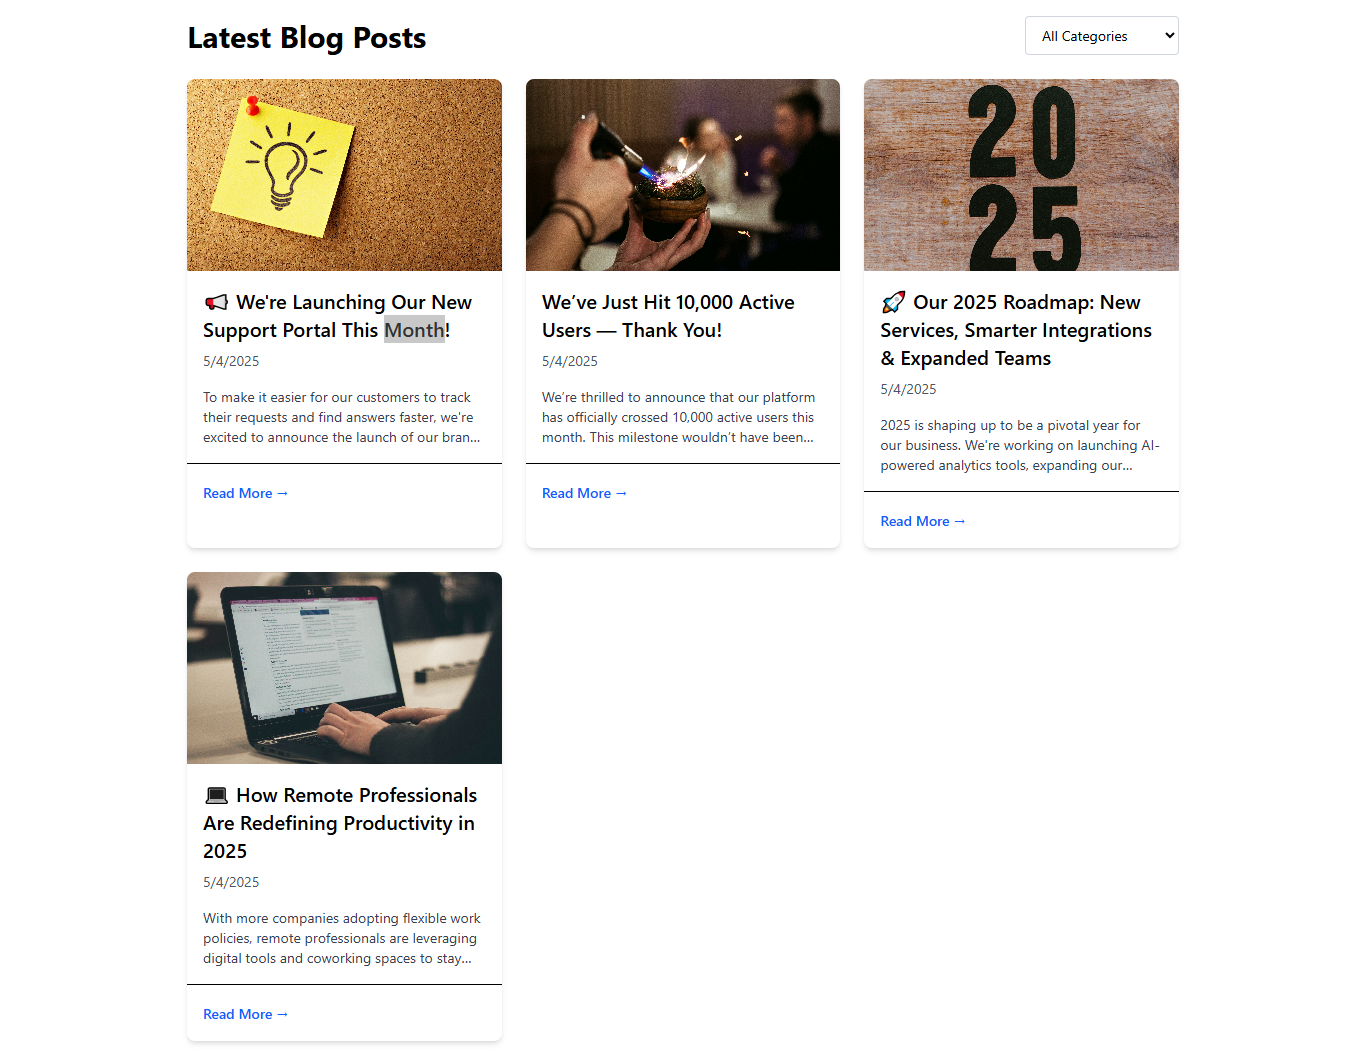 Latest Blog Posts
All Categories
📢 We're Launching Our New
Support Portal This Month!
5/4/2025
To make it easier for our customers to track
their requests and find answers faster, we're
excited to announce the launch of our bran...
Read More →
We’ve Just Hit 10,000 Active
Users — Thank You!
5/4/2025
We’re thrilled to announce that our platform
has officially crossed 10,000 active users this
month. This milestone wouldn’t have been...
Read More →
20
25
🚀 Our 2025 Roadmap: New
Services, Smarter Integrations
& Expanded Teams
5/4/2025
2025 is shaping up to be a pivotal year for
our business. We're working on launching AI-
powered analytics tools, expanding our...
Read More →
💻 How Remote Professionals
Are Redefining Productivity in
2025
5/4/2025
With more companies adopting flexible work
policies, remote professionals are leveraging
digital tools and coworking spaces to stay...
Read More →